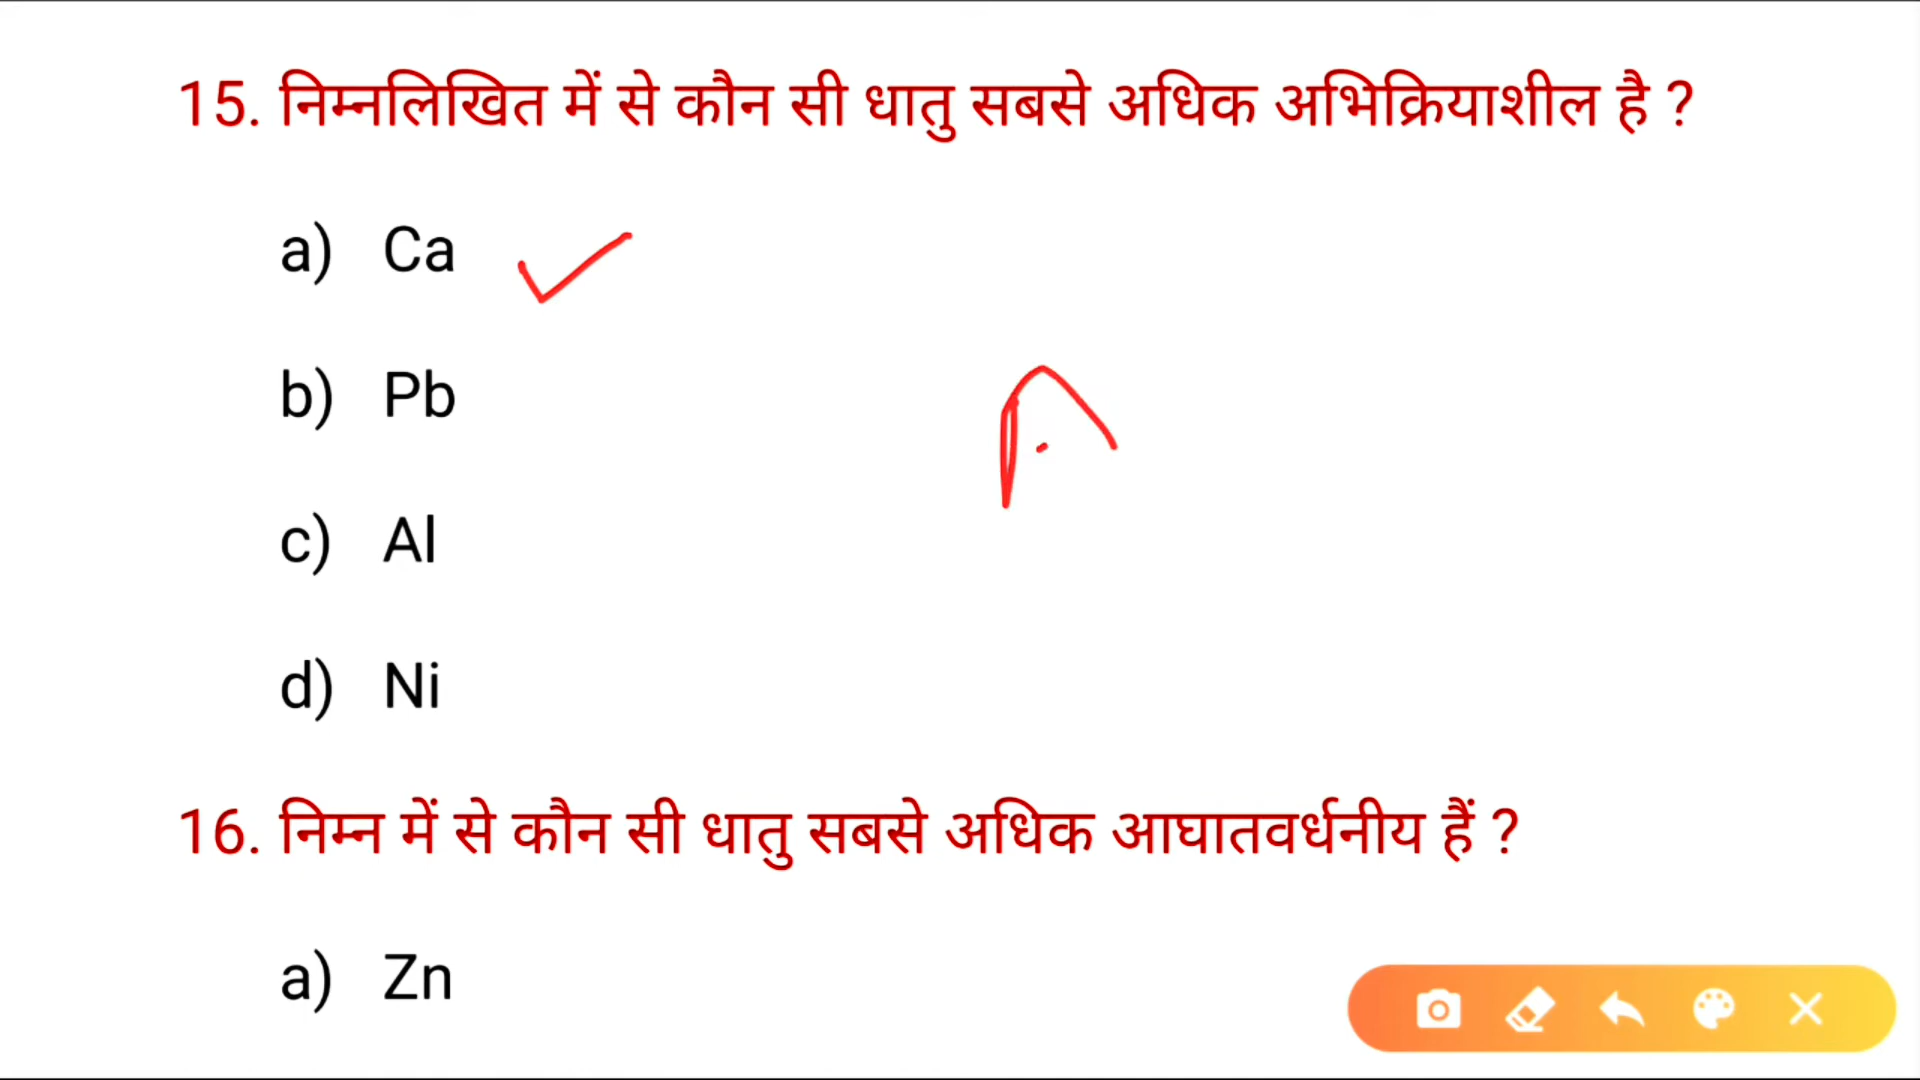 15. निम्नलिखित में से कौन सी धातु सबसे अधिक अभिक्रियाशील है ?
a) Ca
b) Pb
c) Al
d) Ni
16. निम्न में से कौन सी धातु सबसे अधिक आघातवर्धनीय हैं ?
a) Zn